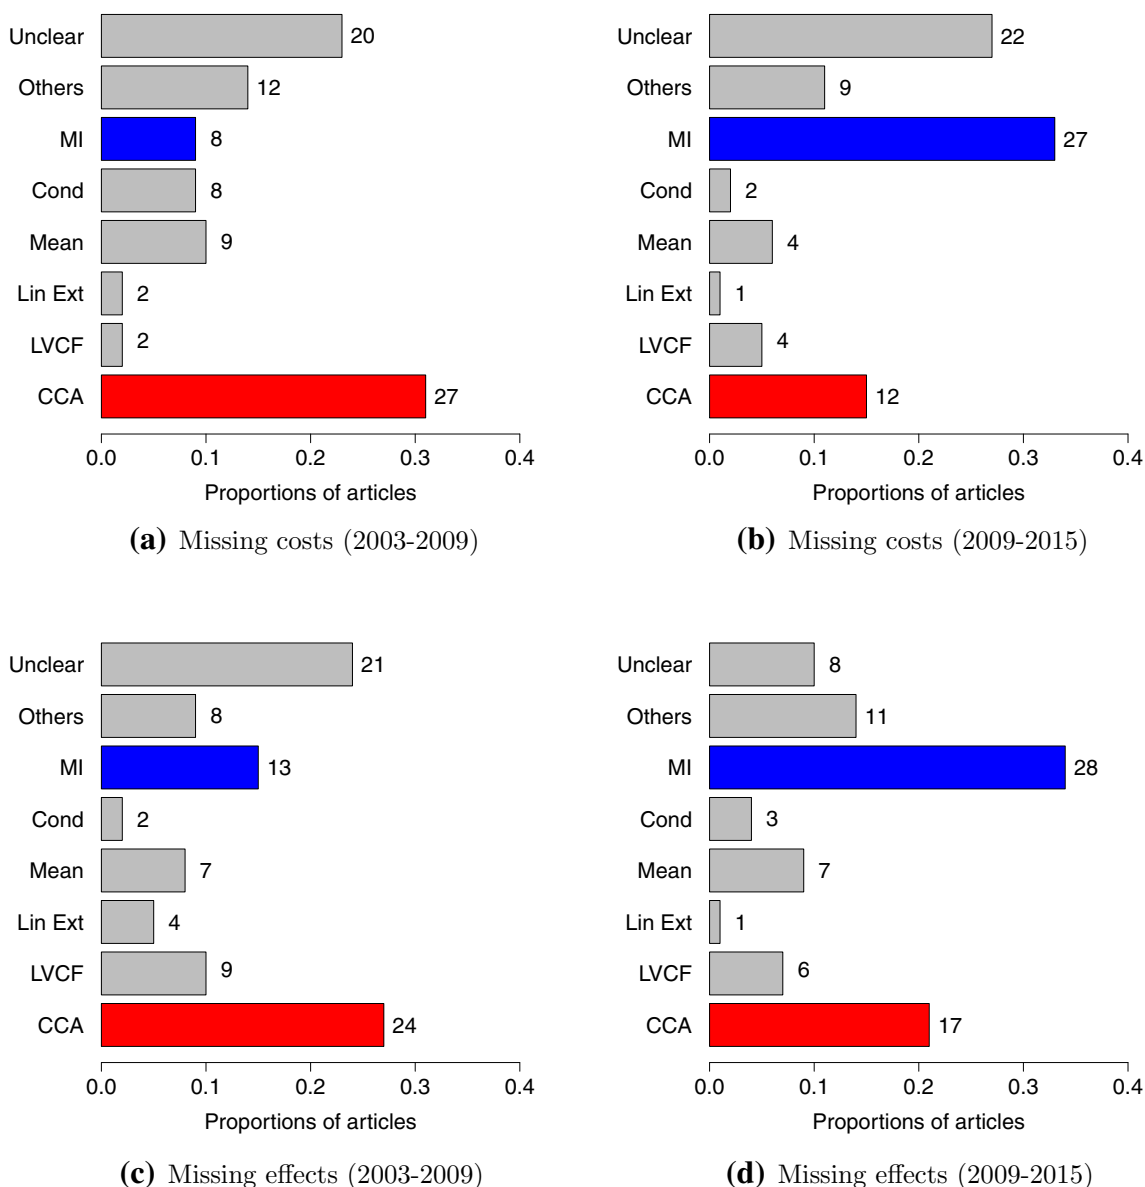 Unclear 20
Others 12
MI 8
Cond 8
Mean 9
Lin Ext 2
LVCF 2
CCA 27
0.0 0.1 0.2 0.3 0.4
Proportions of articles
(a) Missing costs (2003-2009)
Unclear 22
Others 9
MI 27
Cond 2
Mean 4
Lin Ext 1
LVCF 4
CCA 12
0.0 0.1 0.2 0.3 0.4
Proportions of articles
(b) Missing costs (2009-2015)
Unclear 21
Others 8
MI 13
Cond 2
Mean 7
Lin Ext 4
LVCF 9
CCA 24
0.0 0.1 0.2 0.3 0.4
Proportions of articles
(c) Missing effects (2003-2009)
Unclear 8
Others 11
MI 28
Cond 3
Mean 7
Lin Ext 1
LVCF 6
CCA 17
0.0 0.1 0.2 0.3 0.4
Proportions of articles
(d) Missing effects (2009-2015)